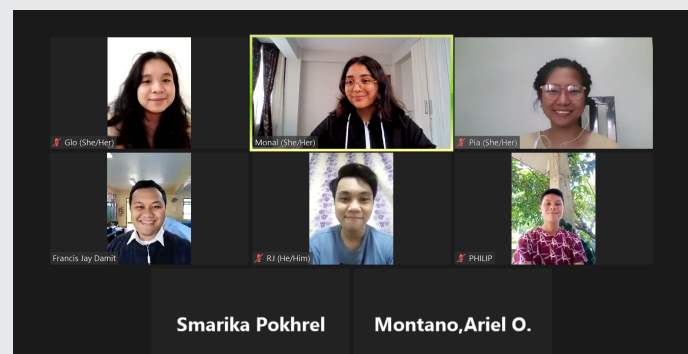 Glo (She/Her)
Monal (She/Her)
Pia (She/Her)
Francis Jay Damit
RJ (He/Him)
PHILIP
Smarika Pokhrel
Montano,Ariel O.